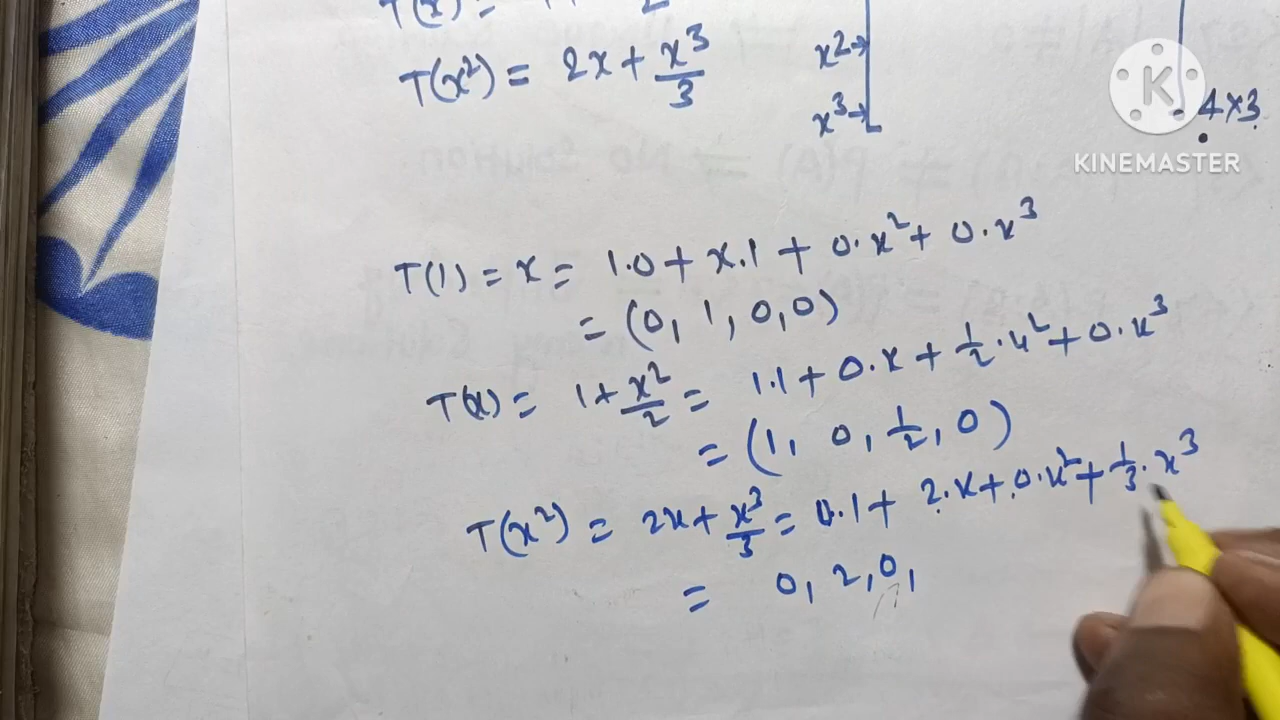 T(x) =
T(x²) = 2x + x³/3
x²→
x³→
4×3
K
KINEMASTER
T(1) = x = 1.0 + x.1 + 0.x² + 0.x³
= (0, 1, 0, 0)
T(x) = 1 + x²/2 = 1.1 + 0.x + 1/2.x² + 0.x³
= (1, 0, 1/2, 0)
T(x²) = 2x + x³/3 = 0.1 + 2.x + 0.x² + 1/3.x³
= 0, 2, 0,